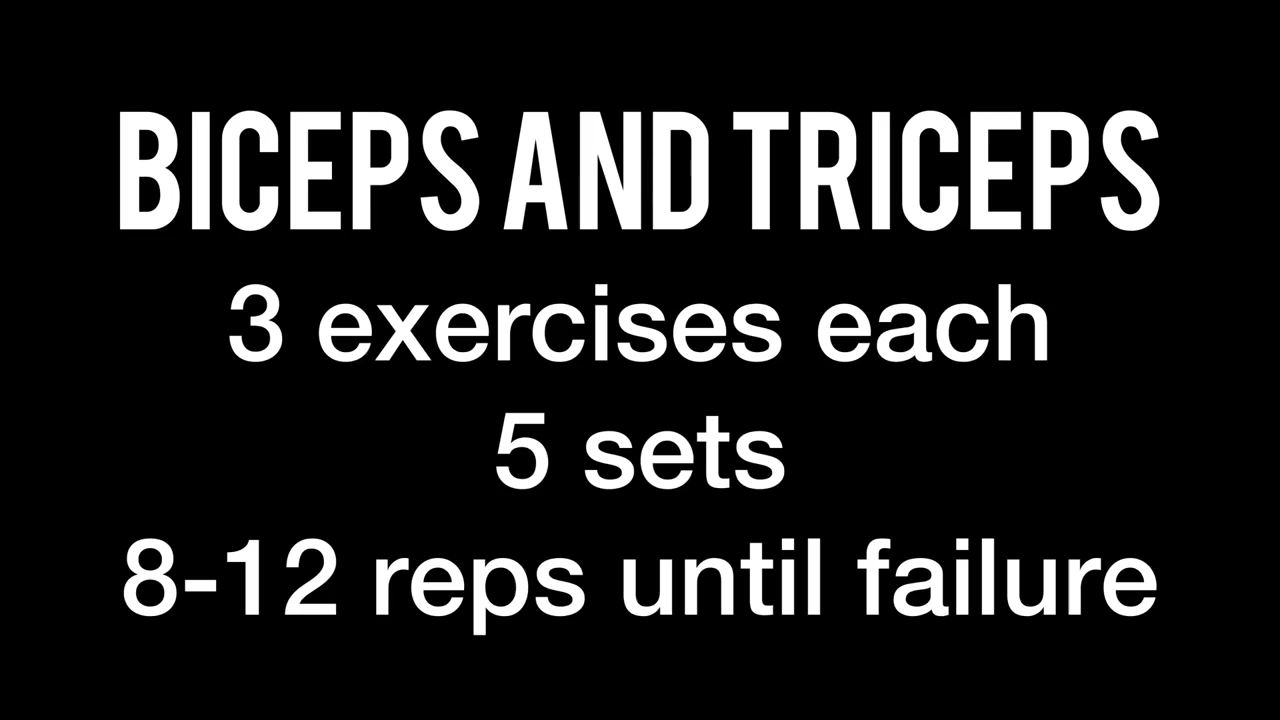 BICEPS AND TRICEPS
3 exercises each
5 sets
8-12 reps until failure